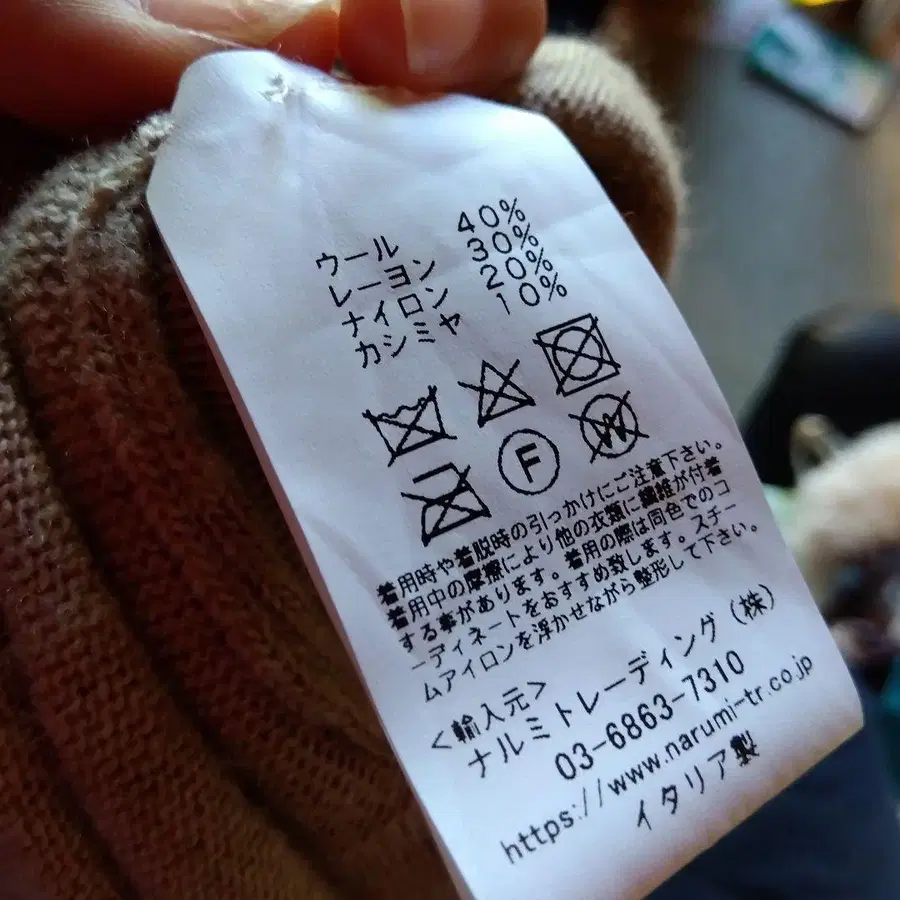 ウール 40%
レーヨン 30%
ナイロン 20%
カシミヤ 10%
F
W
着用時や着脱時の引っかけにご注意下さい。
着用中の摩擦により他の衣類に繊維が付着
する事があります。着用の際は同色でのコ
ーディネートをおすすめ致します。スチー
ムアイロンを浮かせながら整形して下さい。
<輸入元>
ナルミトレーディング(株)
03-6863-7310
https://www.narumi-tr.co.jp
イタリア製